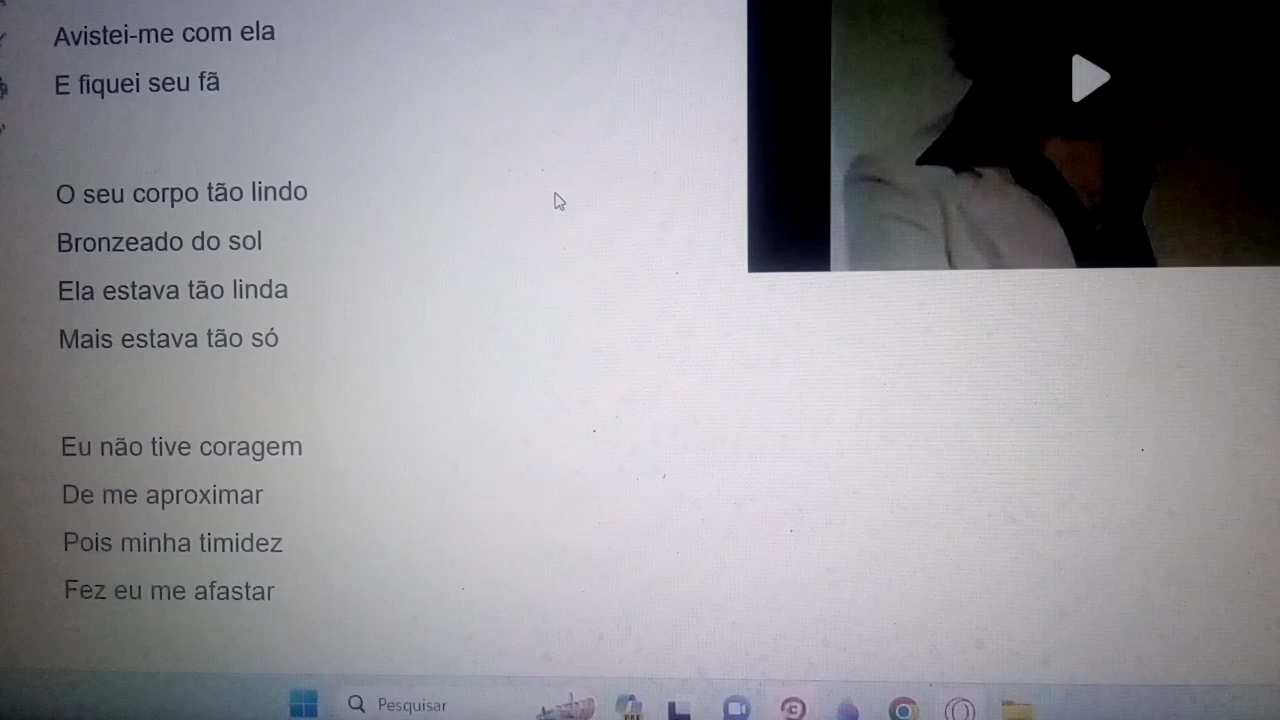 Avistei-me com ela
E fiquei seu fã
O seu corpo tão lindo
Bronzeado do sol
Ela estava tão linda
Mais estava tão só
Eu não tive coragem
De me aproximar
Pois minha timidez
Fez eu me afastar
Pesquisar